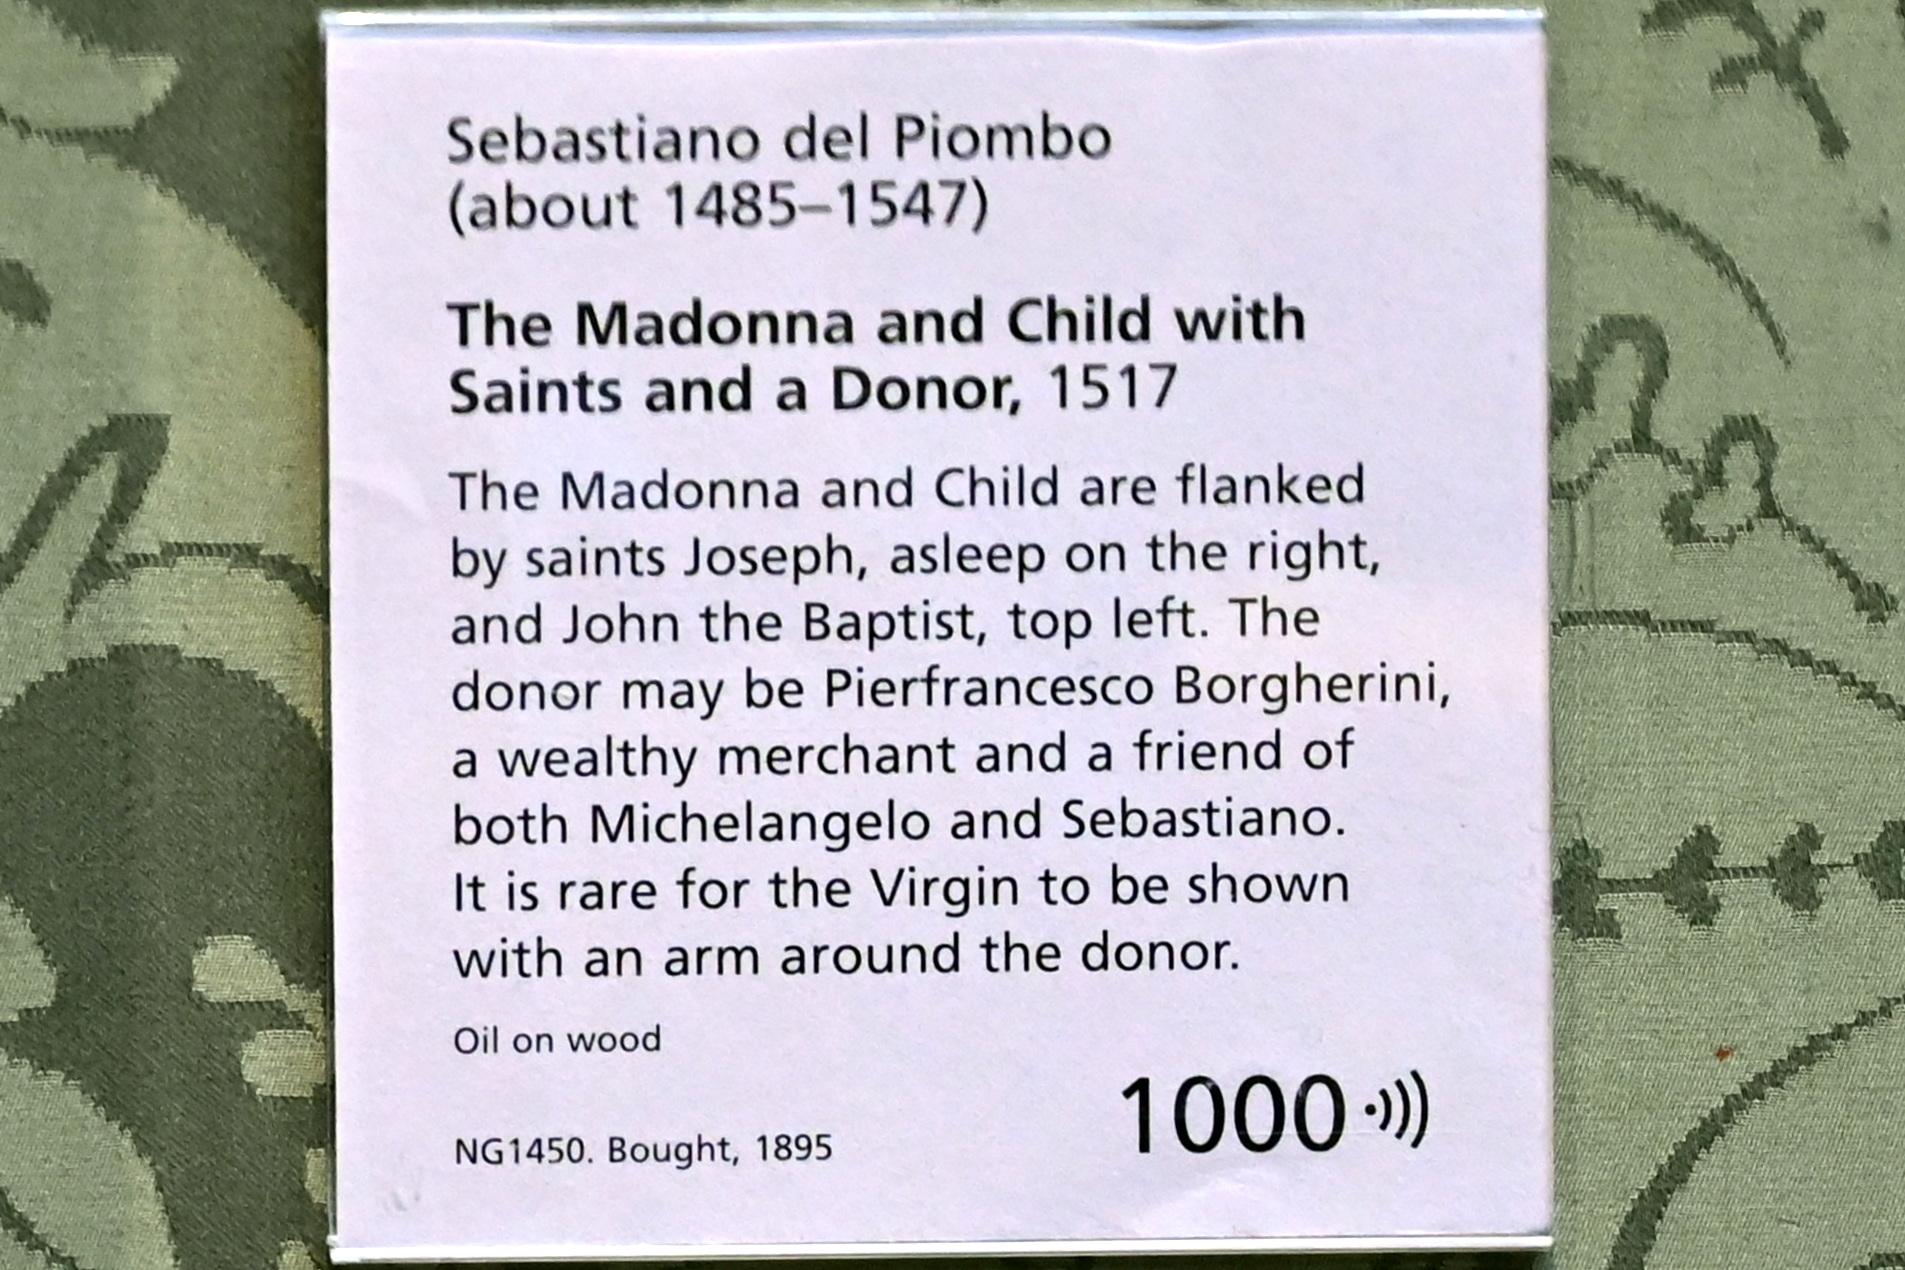 Sebastiano del Piombo
(about 1485–1547)
The Madonna and Child with
Saints and a Donor, 1517
The Madonna and Child are flanked
by saints Joseph, asleep on the right,
and John the Baptist, top left. The
donor may be Pierfrancesco Borgherini,
a wealthy merchant and a friend of
both Michelangelo and Sebastiano.
It is rare for the Virgin to be shown
with an arm around the donor.
Oil on wood
1000
NG1450. Bought, 1895